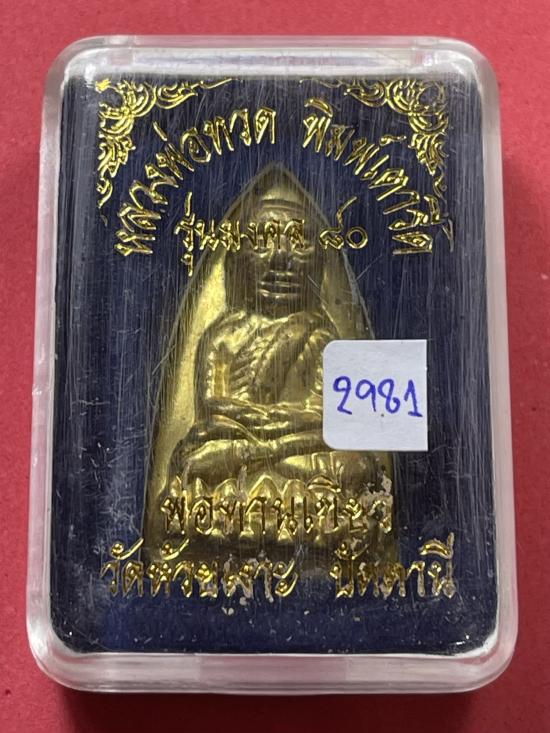 หลวงพ่อทวด พิมพ์เตารีด
รุ่นมงคล ๘๐
2981
พ่อท่านเขียว
วัดห้วยเงาะ ปัตตานี